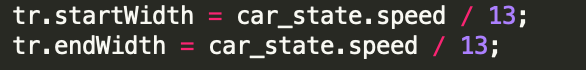 tr.startWidth = car_state.speed / 13;
tr.endWidth = car_state.speed / 13;